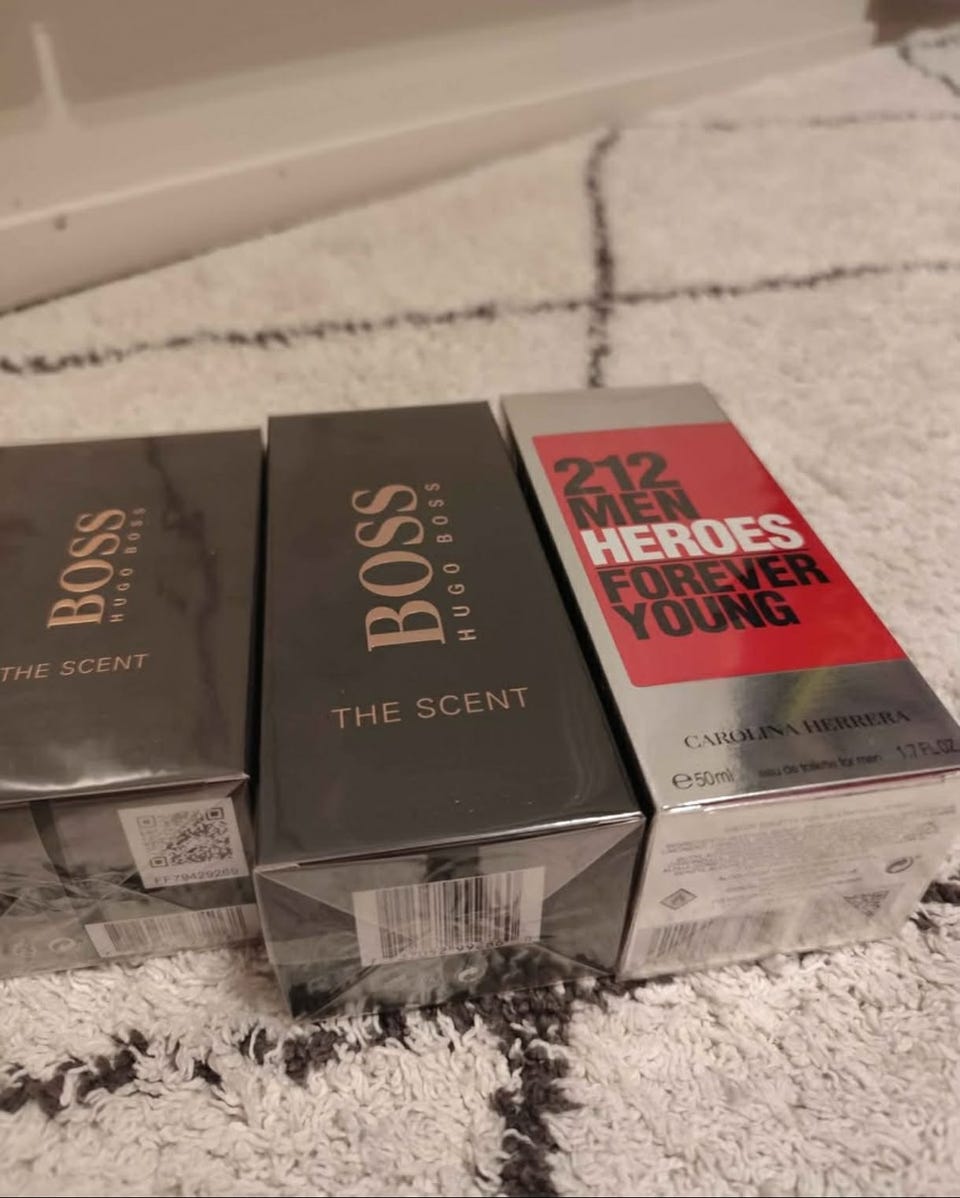 BOSS
HUGO BOSS
THE SCENT
FF79429269
BOSS
HUGO BOSS
THE SCENT
212
MEN
HEROES
FOREVER
YOUNG
CAROLINA HERRERA
e50ml eau de toilette for men 1.7 FL.OZ.